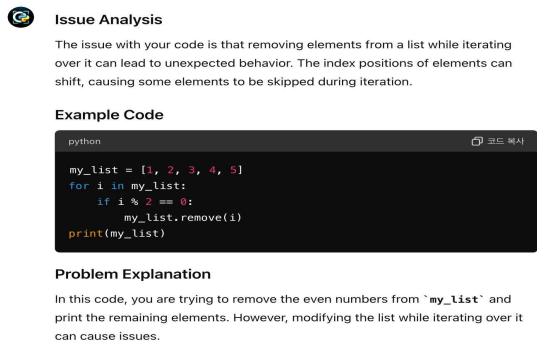 Issue Analysis
The issue with your code is that removing elements from a list while iterating
over it can lead to unexpected behavior. The index positions of elements can
shift, causing some elements to be skipped during iteration.
Example Code
python 코드 복사
my_list = [1, 2, 3, 4, 5]
for i in my_list:
    if i % 2 == 0:
        my_list.remove(i)
print(my_list)
Problem Explanation
In this code, you are trying to remove the even numbers from `my_list` and
print the remaining elements. However, modifying the list while iterating over it
can cause issues.